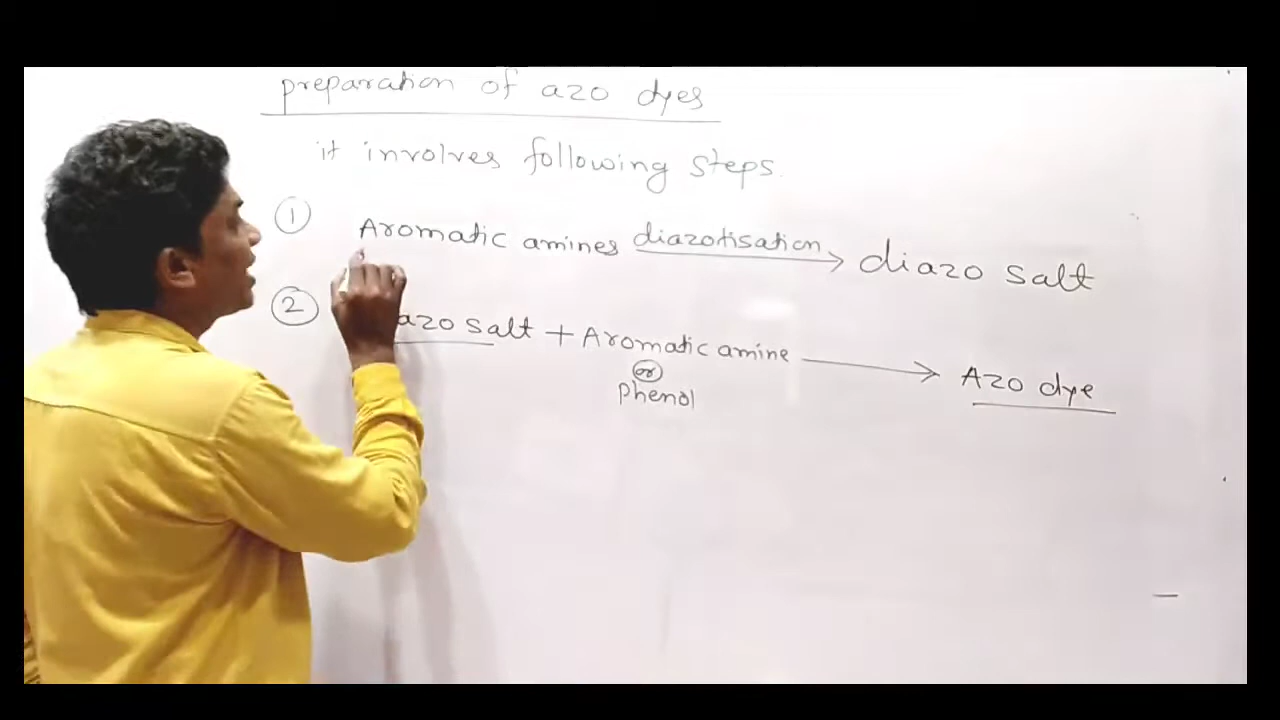 preparation of azo dyes
it involves following steps.
1 Aromatic amines diazotisation → diazo salt
2 azo salt + Aromatic amine → Azo dye
or
phenol